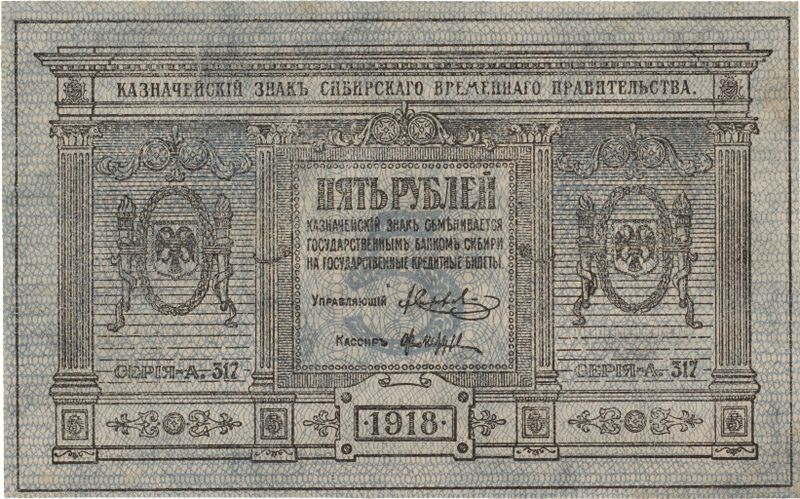 КАЗНАЧЕЙСКІЙ ЗНАКЪ СИБИРСКАГО ВРЕМЕННАГО ПРАВИТЕЛЬСТВА.
ПЯТЬ РУБЛЕЙ
КАЗНАЧЕЙСКІЙ ЗНАКЪ ОБМѢНИВАЕТСЯ
ГОСУДАРСТВЕННЫМЪ БАНКОМЪ СИБИРИ
НА ГОСУДАРСТВЕННЫЕ КРЕДИТНЫЕ БИЛЕТЫ.
УПРАВЛЯЮЩІЙ
КАССИРЪ
СЕРІЯ-А. 317
СЕРІЯ-А. 317
5 5 ·1918· 5 5